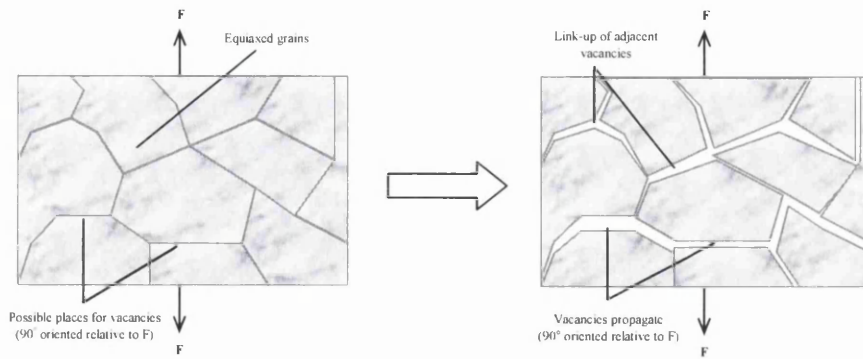 F
Equiaxed grains
Possible places for vacancies
(90° oriented relative to F)
F
F
Link-up of adjacent
vacancies
Vacancies propagate
(90° oriented relative to F)
F